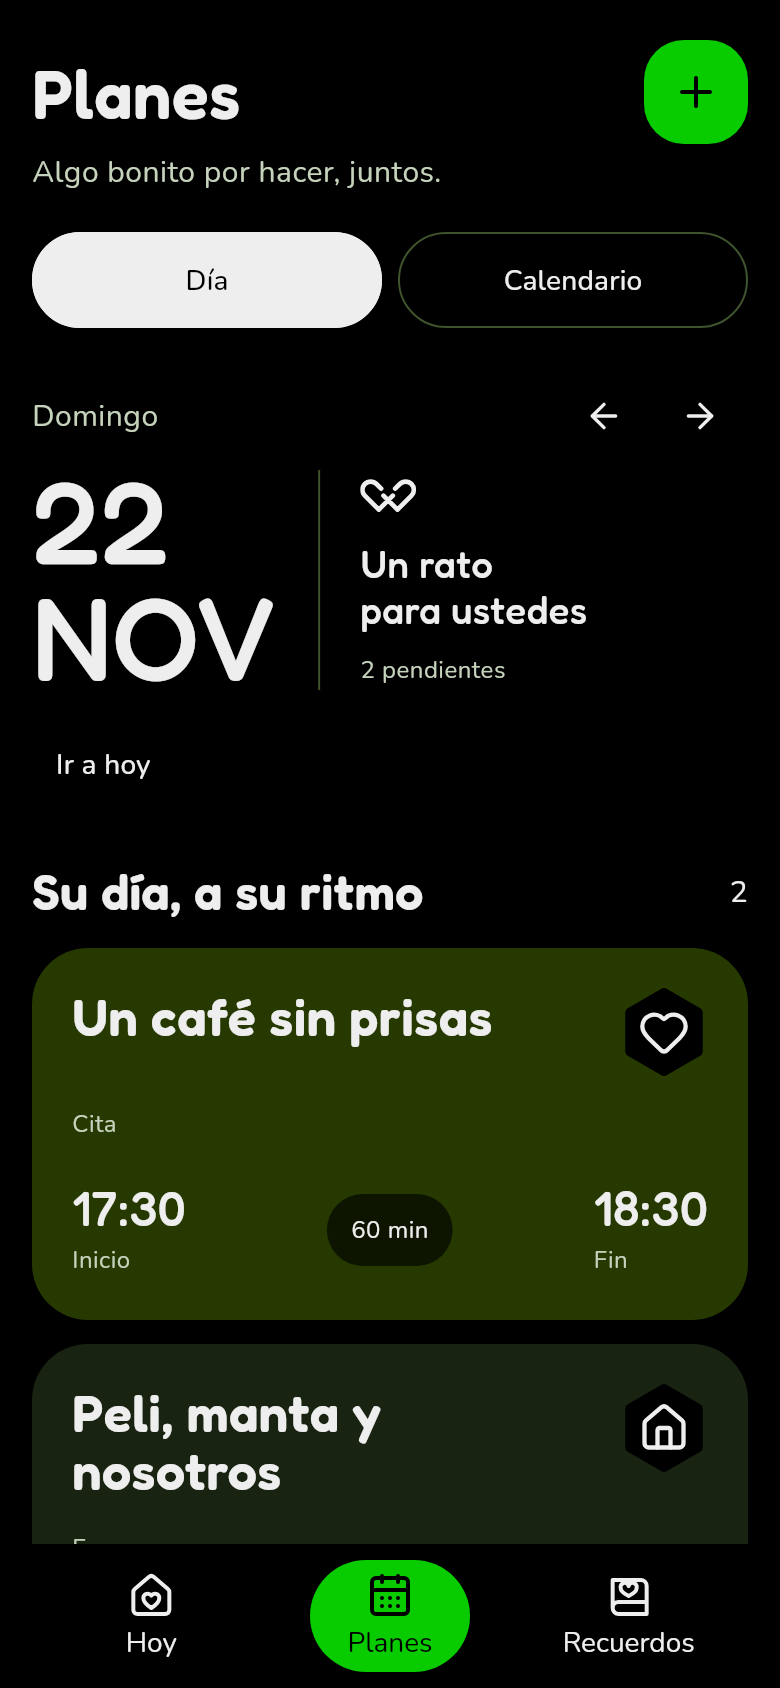 Planes
Algo bonito por hacer, juntos.
Día
Calendario
Domingo
22
NOV
Un rato
para ustedes
2 pendientes
Ir a hoy
Su día, a su ritmo
2
Un café sin prisas
Cita
17:30
60 min
18:30
Inicio
Fin
Peli, manta y
nosotros
Hoy
Planes
Recuerdos